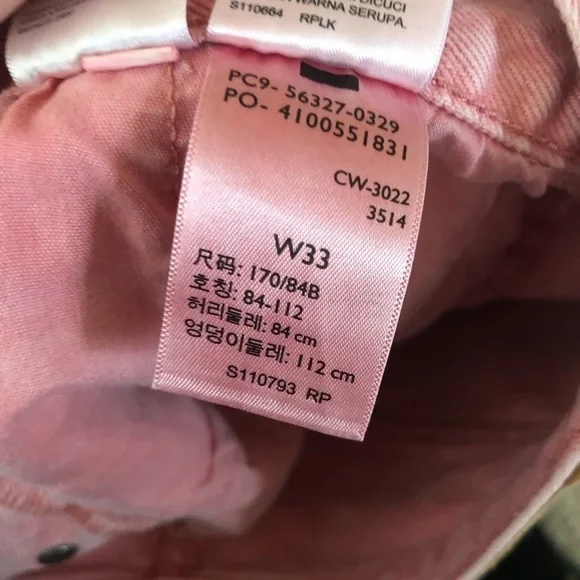 DICUCI
WARNA SERUPA.
S110664 RPLK
PC9- 56327-0329
PO- 4100551831
CW-3022
3514
W33
尺码: 170/84B
호칭: 84-112
허리둘레: 84 cm
엉덩이둘레: 112 cm
S110793 RP